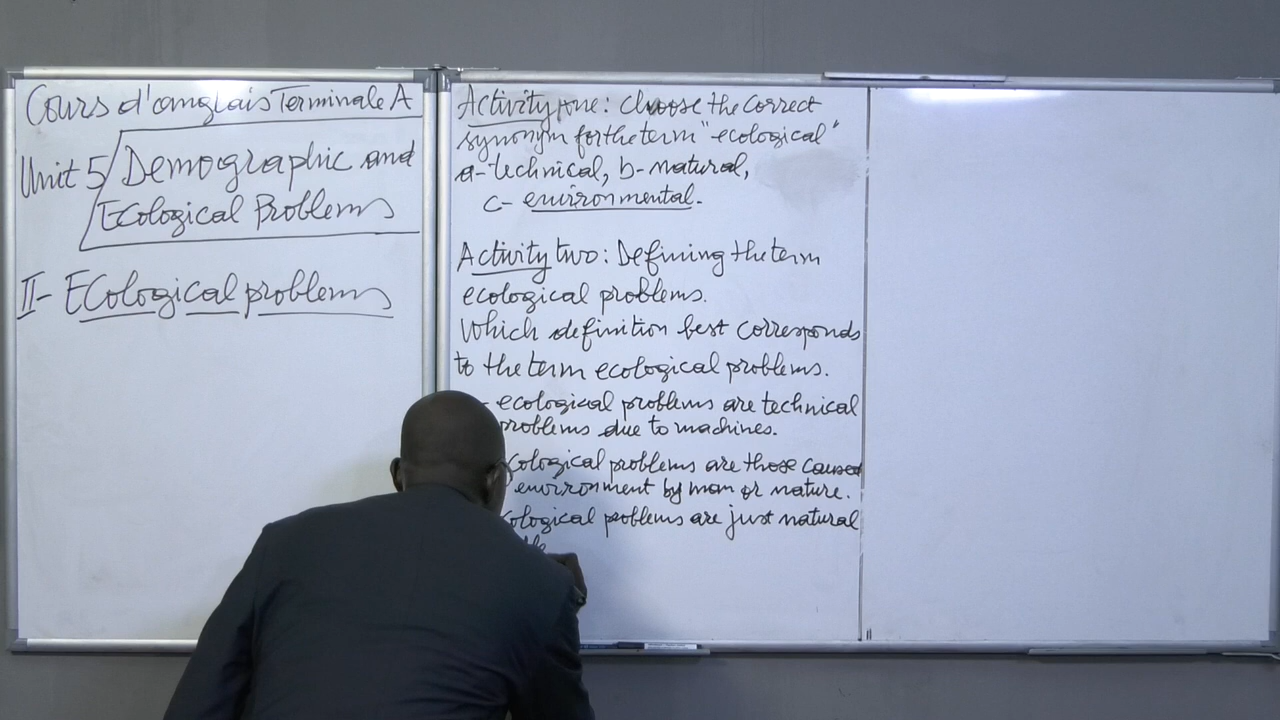 Cours d'anglais Terminale A
Unit 5 / Demographic and
Ecological Problems
II- Ecological problems
Activity one: Choose the correct
synonym for the term "ecological"
a- technical, b- natural,
c- environmental.
Activity two: Defining the term
ecological problems.
Which definition best corresponds
to the term ecological problems.
- ecological problems are technical
problems due to machines.
cological problems are those caused
environment by man or nature.
cological problems are just natural